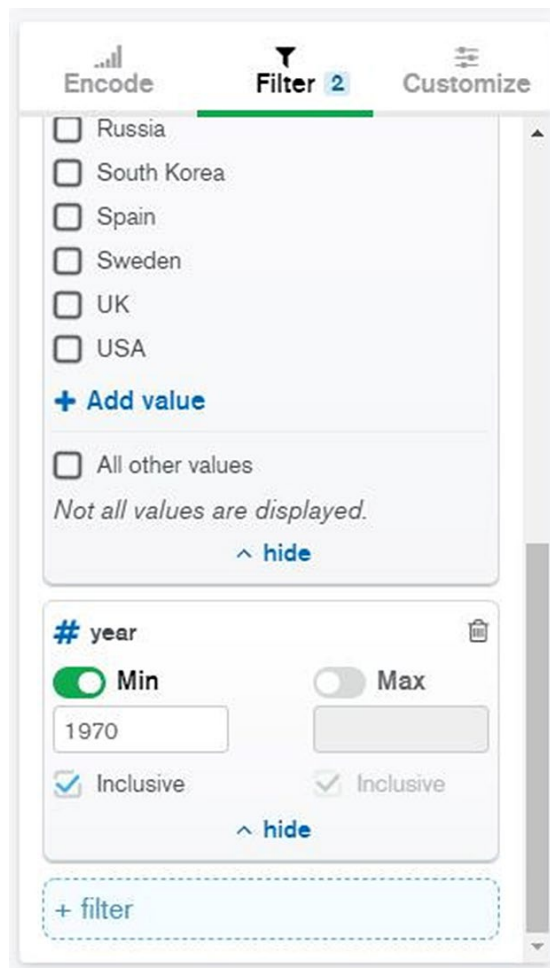 Encode Filter 2 Customize
Russia
South Korea
Spain
Sweden
UK
USA
+ Add value
All other values
Not all values are displayed.
hide
# year
Min Max
1970
Inclusive Inclusive
hide
+ filter